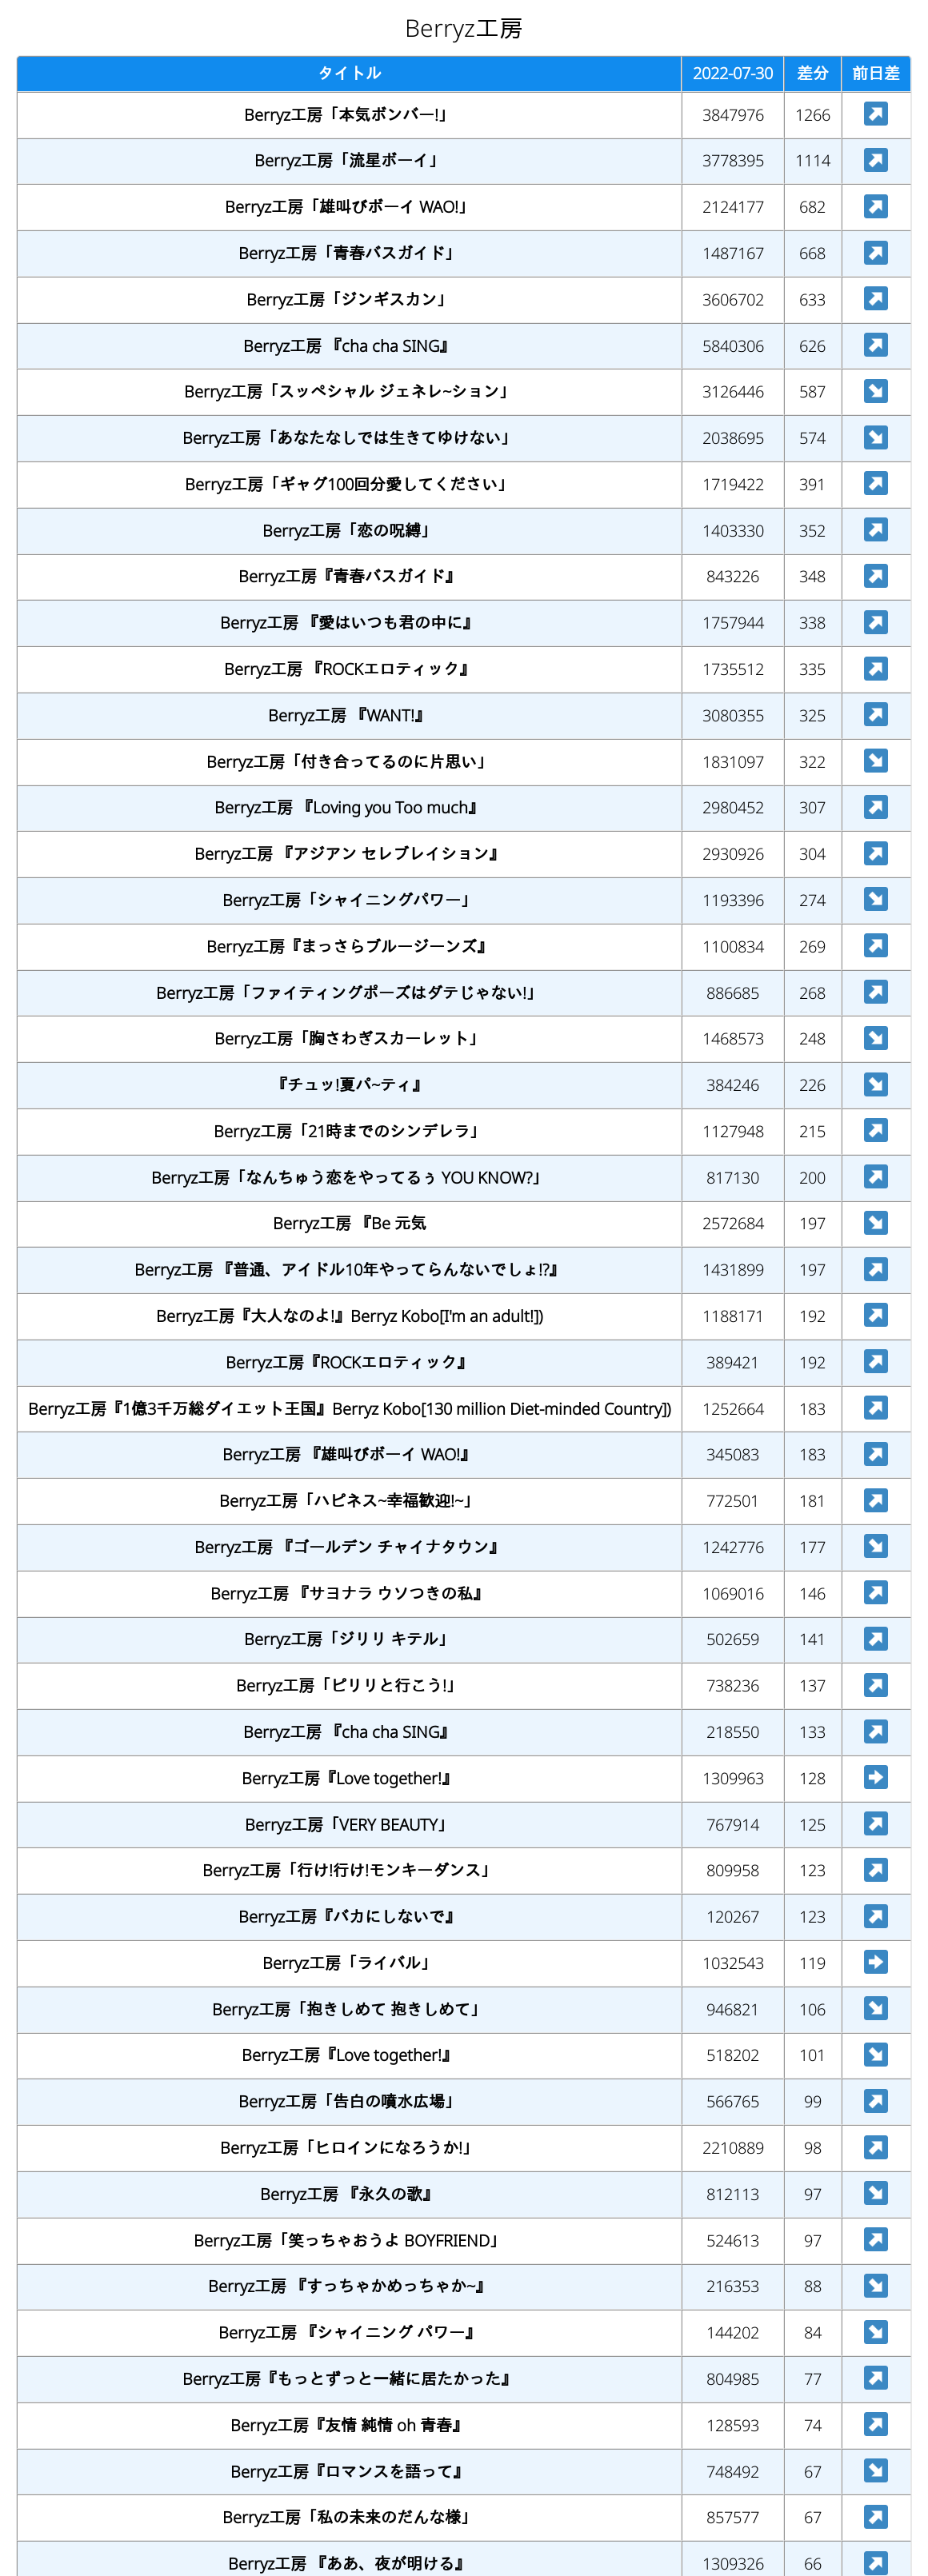 Berryz工房
タイトル 2022-07-30 差分 前日差
Berryz工房「本気ボンバー!」 3847976 1266
Berryz工房「流星ボーイ」 3778395 1114
Berryz工房「雄叫びボーイ WAO!」 2124177 682
Berryz工房「青春バスガイド」 1487167 668
Berryz工房「ジンギスカン」 3606702 633
Berryz工房 『cha cha SING』 5840306 626
Berryz工房「スッペシャル ジェネレ~ション」 3126446 587
Berryz工房「あなたなしでは生きてゆけない」 2038695 574
Berryz工房「ギャグ100回分愛してください」 1719422 391
Berryz工房「恋の呪縛」 1403330 352
Berryz工房『青春バスガイド』 843226 348
Berryz工房 『愛はいつも君の中に』 1757944 338
Berryz工房 『ROCKエロティック』 1735512 335
Berryz工房 『WANT!』 3080355 325
Berryz工房「付き合ってるのに片思い」 1831097 322
Berryz工房 『Loving you Too much』 2980452 307
Berryz工房 『アジアン セレブレイション』 2930926 304
Berryz工房「シャイニングパワー」 1193396 274
Berryz工房『まっさらブルージーンズ』 1100834 269
Berryz工房「ファイティングポーズはダテじゃない!」 886685 268
Berryz工房「胸さわぎスカーレット」 1468573 248
『チュッ!夏パ~ティ』 384246 226
Berryz工房「21時までのシンデレラ」 1127948 215
Berryz工房「なんちゅう恋をやってるぅ YOU KNOW?」 817130 200
Berryz工房 『Be 元気 2572684 197
Berryz工房 『普通、アイドル10年やってらんないでしょ!?』 1431899 197
Berryz工房『大人なのよ!』Berryz Kobo[I'm an adult!]) 1188171 192
Berryz工房『ROCKエロティック』 389421 192
Berryz工房『1億3千万総ダイエット王国』Berryz Kobo[130 million Diet-minded Country]) 1252664 183
Berryz工房 『雄叫びボーイ WAO!』 345083 183
Berryz工房「ハピネス~幸福歓迎!~」 772501 181
Berryz工房 『ゴールデン チャイナタウン』 1242776 177
Berryz工房 『サヨナラ ウソつきの私』 1069016 146
Berryz工房「ジリリ キテル」 502659 141
Berryz工房「ピリリと行こう!」 738236 137
Berryz工房 『cha cha SING』 218550 133
Berryz工房『Love together!』 1309963 128
Berryz工房「VERY BEAUTY」 767914 125
Berryz工房「行け!行け!モンキーダンス」 809958 123
Berryz工房『バカにしないで』 120267 123
Berryz工房「ライバル」 1032543 119
Berryz工房「抱きしめて 抱きしめて」 946821 106
Berryz工房『Love together!』 518202 101
Berryz工房「告白の噴水広場」 566765 99
Berryz工房「ヒロインになろうか!」 2210889 98
Berryz工房 『永久の歌』 812113 97
Berryz工房「笑っちゃおうよ BOYFRIEND」 524613 97
Berryz工房 『すっちゃかめっちゃか~』 216353 88
Berryz工房 『シャイニング パワー』 144202 84
Berryz工房『もっとずっと一緒に居たかった』 804985 77
Berryz工房『友情 純情 oh 青春』 128593 74
Berryz工房『ロマンスを語って』 748492 67
Berryz工房「私の未来のだんな様」 857577 67
Berryz工房 『ああ、夜が明ける』 1309326 66